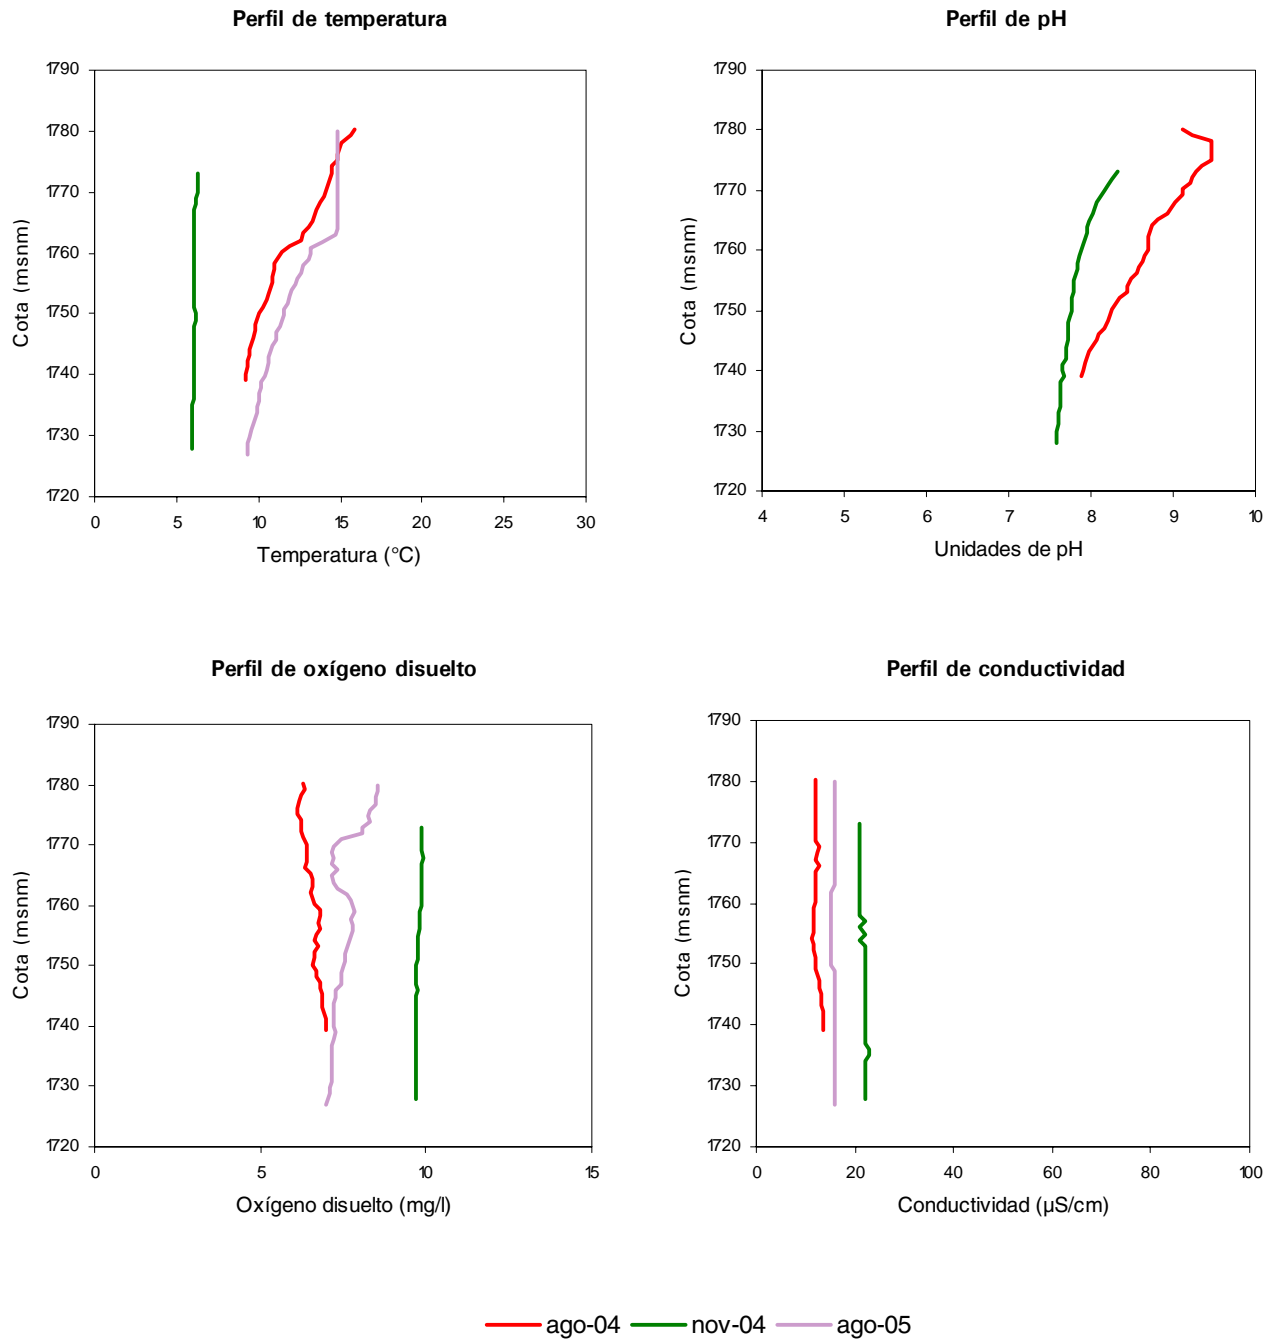 Perfil de temperatura
1790
1780
1770
1760
1750
1740
1730
1720
Cota (msnm)
0 5 10 15 20 25 30
Temperatura (°C)
Perfil de pH
1790
1780
1770
1760
1750
1740
1730
1720
Cota (msnm)
4 5 6 7 8 9 10
Unidades de pH
Perfil de oxígeno disuelto
1790
1780
1770
1760
1750
1740
1730
1720
Cota (msnm)
0 5 10 15
Oxígeno disuelto (mg/l)
Perfil de conductividad
1790
1780
1770
1760
1750
1740
1730
1720
Cota (msnm)
0 20 40 60 80 100
Conductividad (µS/cm)
ago-04 nov-04 ago-05